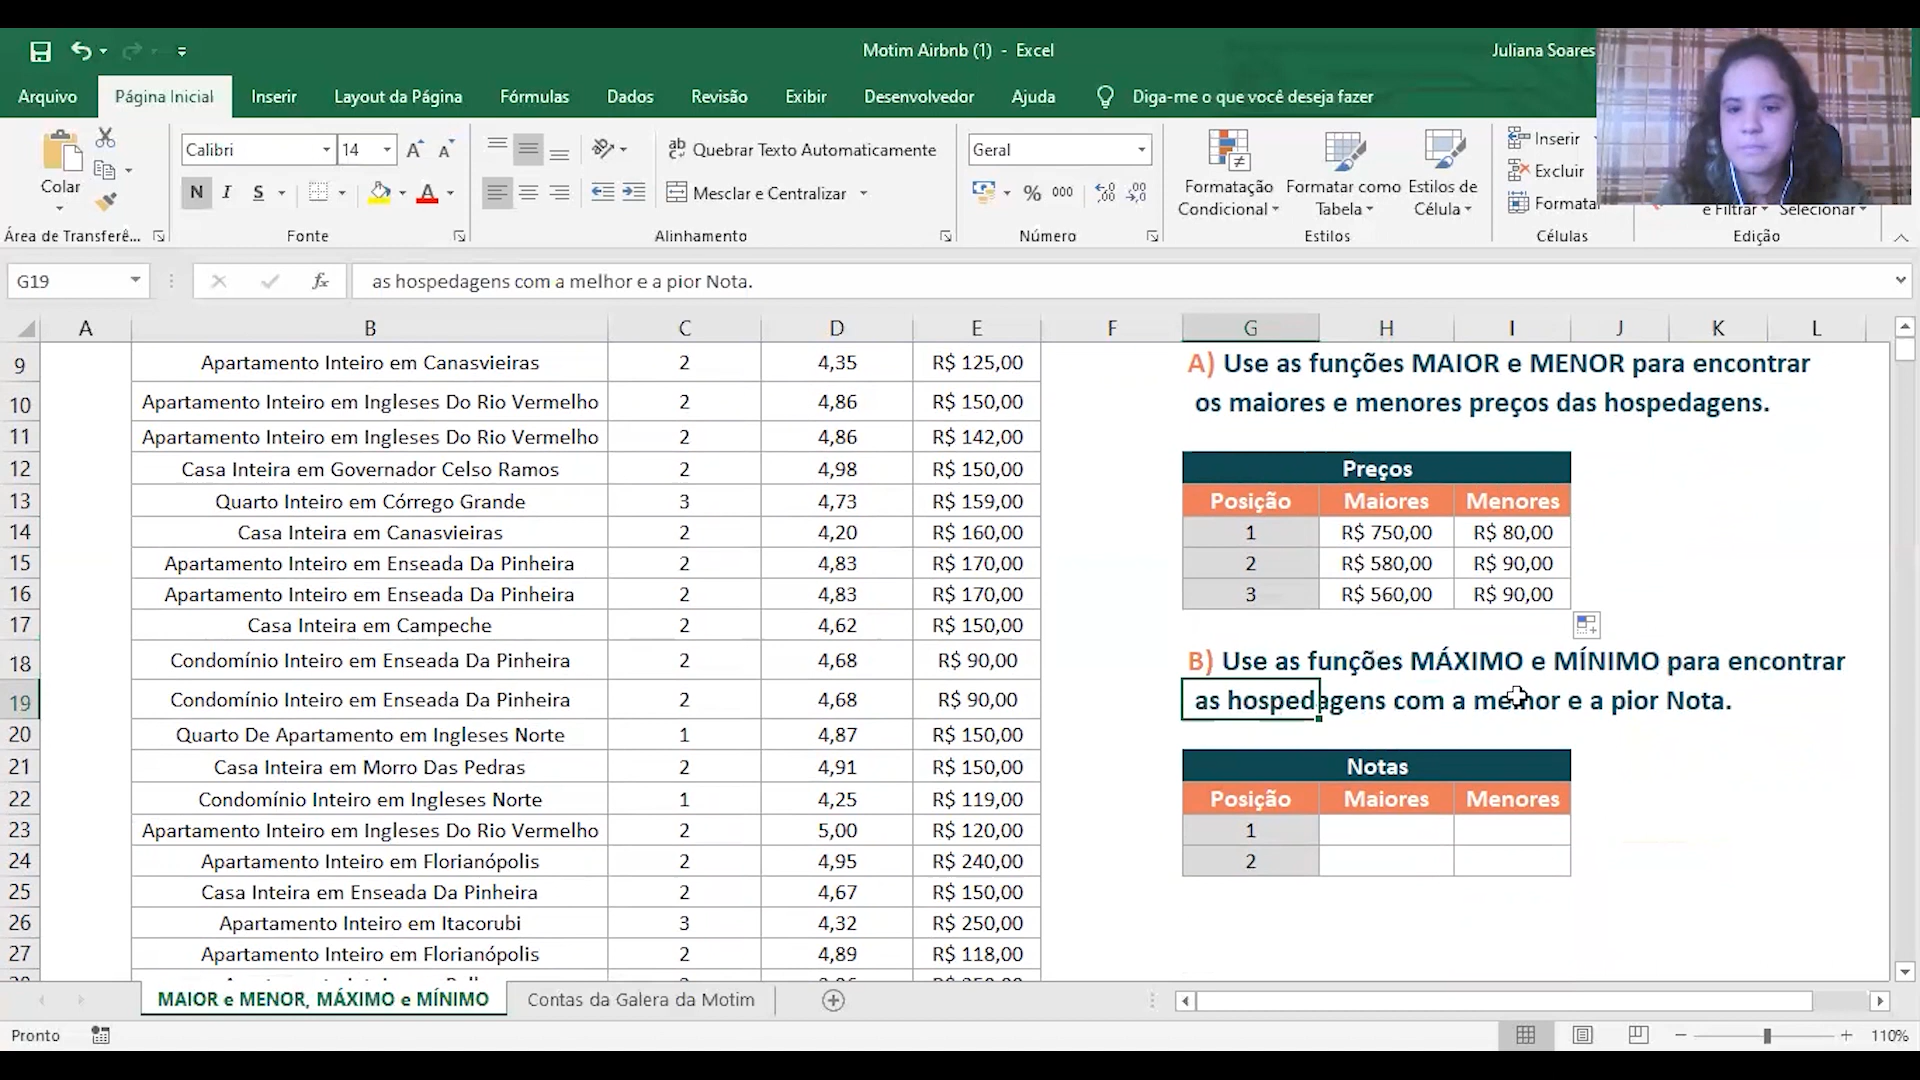 Motim Airbnb (1) - Excel
Juliana Soares
Arquivo Página Inicial Inserir Layout da Página Fórmulas Dados Revisão Exibir Desenvolvedor Ajuda Diga-me o que você deseja fazer
Colar
Calibri 14
N I S
Quebrar Texto Automaticamente
Mesclar e Centralizar
Geral
% 000
Formatação Condicional
Formatar como Tabela
Estilos de Célula
Inserir
Excluir
Formatar
e Filtrar Selecionar
Área de Transferê... Fonte Alinhamento Número Estilos Células Edição
G19 fx as hospedagens com a melhor e a pior Nota.
A B C D E F G H I J K L
9 Apartamento Inteiro em Canasvieiras 2 4,35 R$ 125,00
10 Apartamento Inteiro em Ingleses Do Rio Vermelho 2 4,86 R$ 150,00
11 Apartamento Inteiro em Ingleses Do Rio Vermelho 2 4,86 R$ 142,00
12 Casa Inteira em Governador Celso Ramos 2 4,98 R$ 150,00
13 Quarto Inteiro em Córrego Grande 3 4,73 R$ 159,00
14 Casa Inteira em Canasvieiras 2 4,20 R$ 160,00
15 Apartamento Inteiro em Enseada Da Pinheira 2 4,83 R$ 170,00
16 Apartamento Inteiro em Enseada Da Pinheira 2 4,83 R$ 170,00
17 Casa Inteira em Campeche 2 4,62 R$ 150,00
18 Condomínio Inteiro em Enseada Da Pinheira 2 4,68 R$ 90,00
19 Condomínio Inteiro em Enseada Da Pinheira 2 4,68 R$ 90,00
20 Quarto De Apartamento em Ingleses Norte 1 4,87 R$ 150,00
21 Casa Inteira em Morro Das Pedras 2 4,91 R$ 150,00
22 Condomínio Inteiro em Ingleses Norte 1 4,25 R$ 119,00
23 Apartamento Inteiro em Ingleses Do Rio Vermelho 2 5,00 R$ 120,00
24 Apartamento Inteiro em Florianópolis 2 4,95 R$ 240,00
25 Casa Inteira em Enseada Da Pinheira 2 4,67 R$ 150,00
26 Apartamento Inteiro em Itacorubi 3 4,32 R$ 250,00
27 Apartamento Inteiro em Florianópolis 2 4,89 R$ 118,00
A) Use as funções MAIOR e MENOR para encontrar
os maiores e menores preços das hospedagens.
Preços
Posição Maiores Menores
1 R$ 750,00 R$ 80,00
2 R$ 580,00 R$ 90,00
3 R$ 560,00 R$ 90,00
B) Use as funções MÁXIMO e MÍNIMO para encontrar
as hospedagens com a melhor e a pior Nota.
Notas
Posição Maiores Menores
1
2
MAIOR e MENOR, MÁXIMO e MÍNIMO Contas da Galera da Motim
Pronto
110%